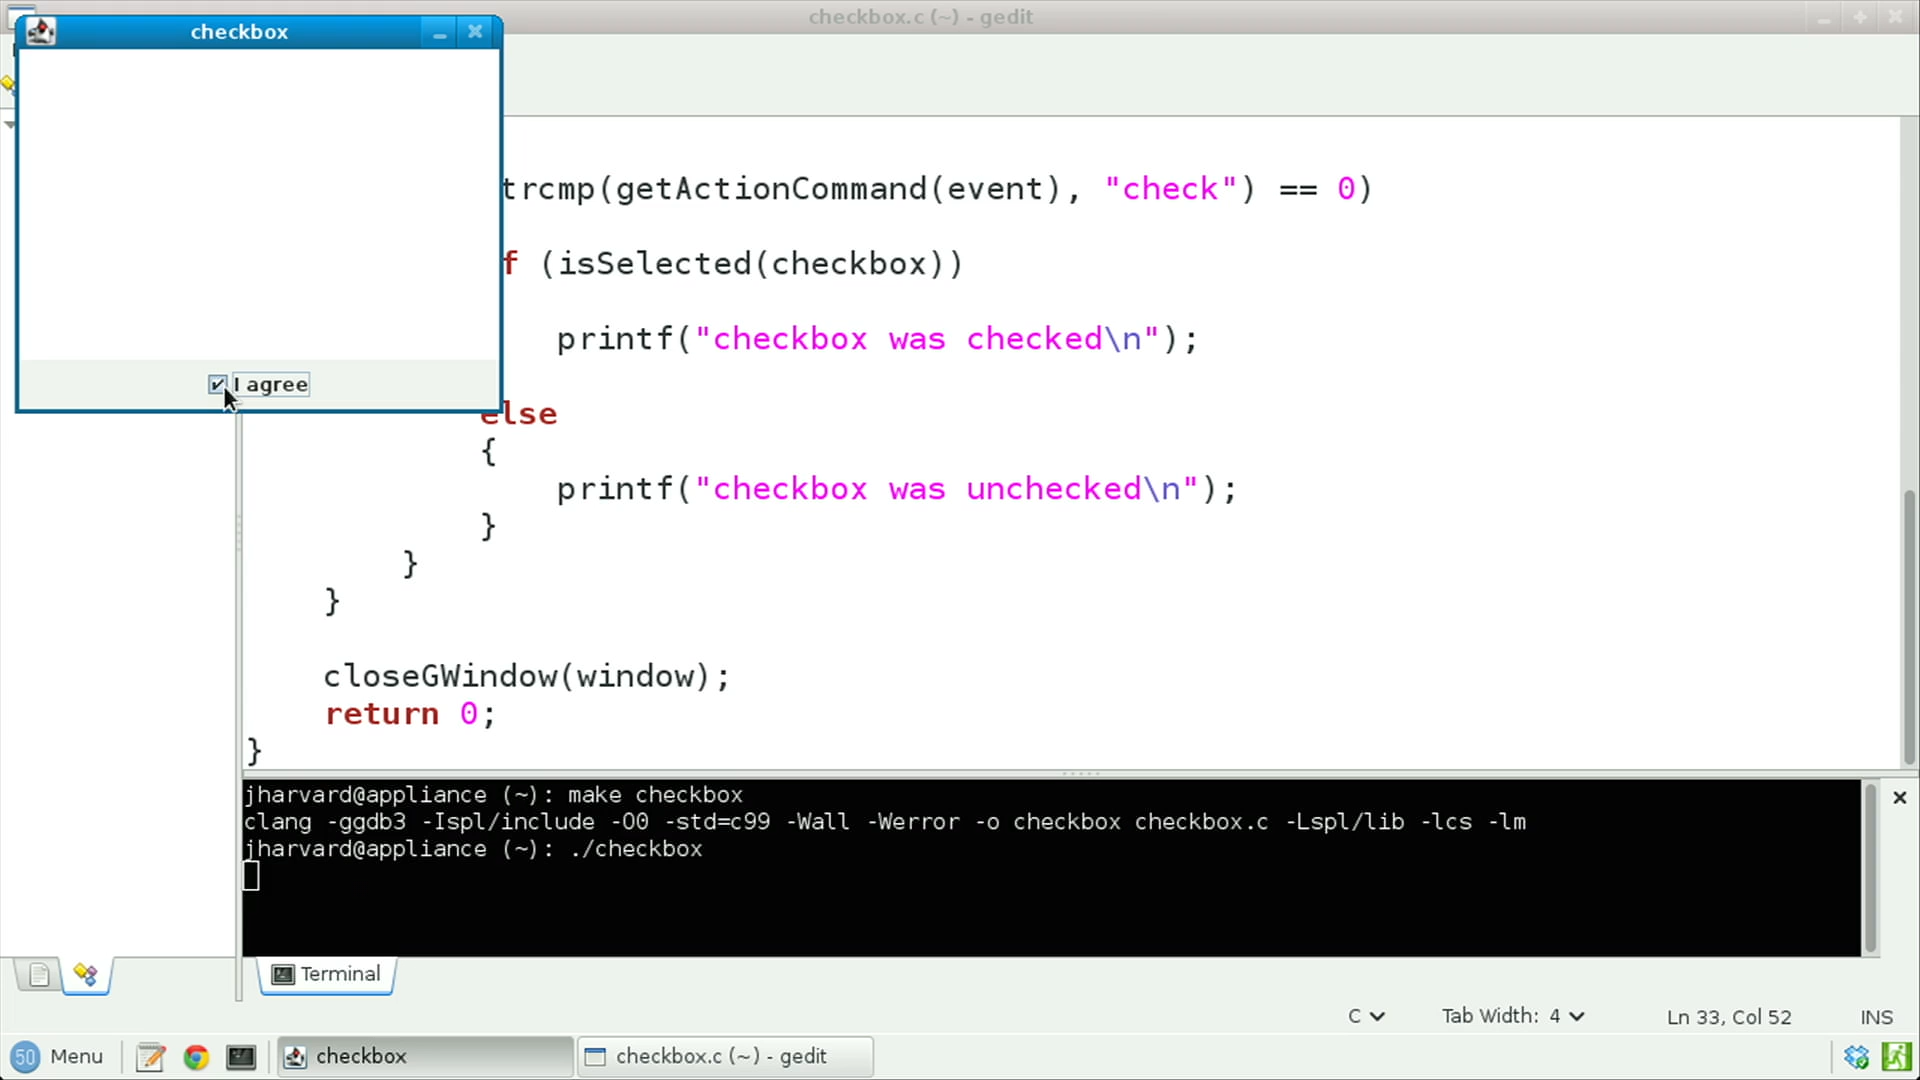 checkbox.c (~) - gedit
checkbox
trcmp(getActionCommand(event), "check") == 0)
f (isSelected(checkbox))
printf("checkbox was checked\n");
I agree
else
{
printf("checkbox was unchecked\n");
}
}
}
closeGWindow(window);
return 0;
}
jharvard@appliance (~): make checkbox
clang -ggdb3 -Ispl/include -O0 -std=c99 -Wall -Werror -o checkbox checkbox.c -Lspl/lib -lcs -lm
jharvard@appliance (~): ./checkbox
Terminal
C Tab Width: 4 Ln 33, Col 52 INS
50 Menu checkbox checkbox.c (~) - gedit